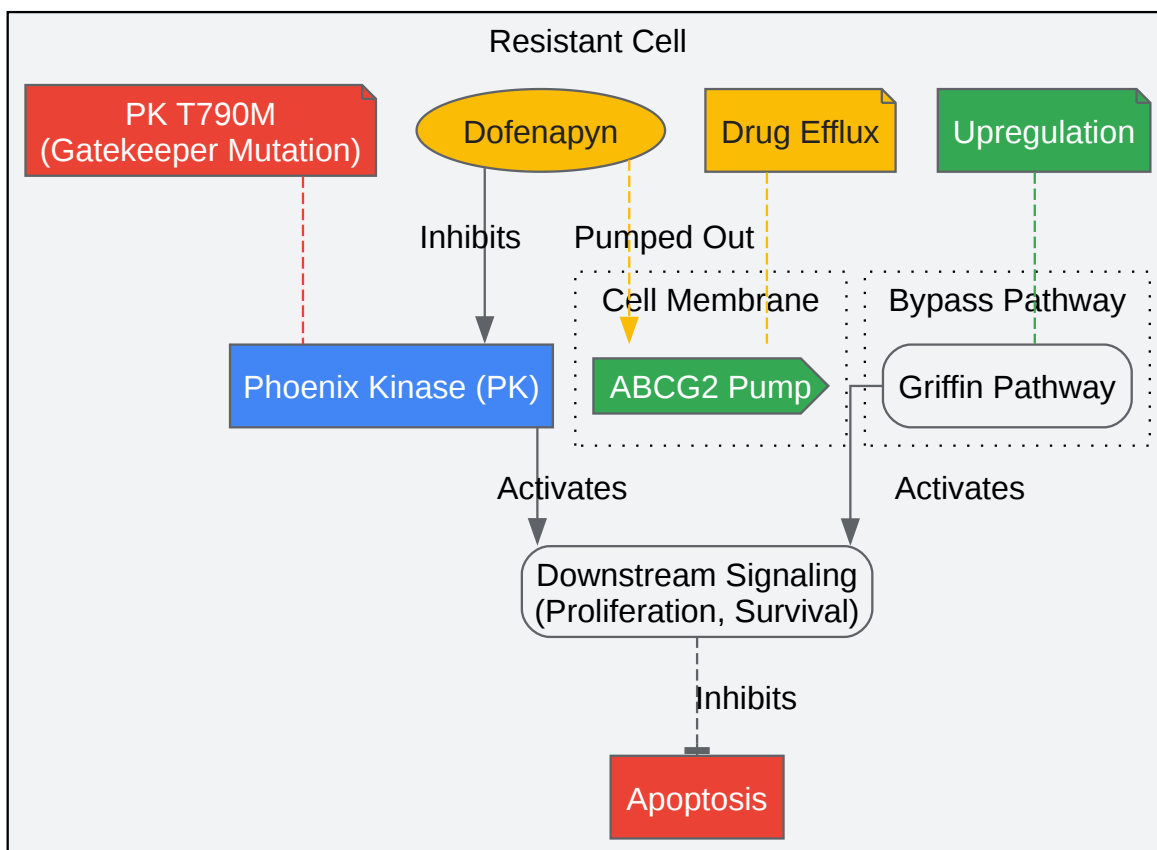 Resistant Cell
PK T790M
(Gatekeeper Mutation)
Dofenapyn
Drug Efflux
Upregulation
Inhibits
Pumped Out
Cell Membrane
Bypass Pathway
Phoenix Kinase (PK)
ABCG2 Pump
Griffin Pathway
Activates
Activates
Downstream Signaling
(Proliferation, Survival)
Inhibits
Apoptosis